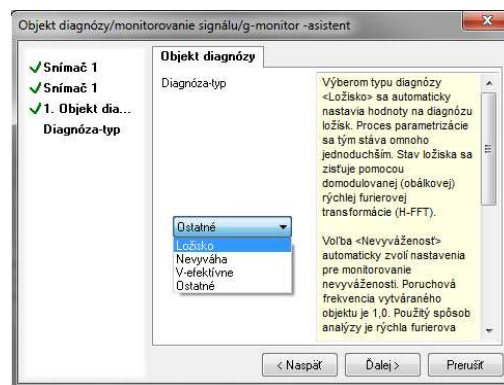 Objekt diagnózy/monitorovanie signálu/g-monitor -asistent
Snímač 1
Snímač 1
1. Objekt dia...
Diagnóza-typ
Objekt diagnózy
Diagnóza-typ
Ostatné
Ložisko
Nevyváha
V-efektívne
Ostatné
Výberom typu diagnózy
<Ložisko> sa automaticky
nastavia hodnoty na diagnózu
ložísk. Proces parametrizácie
sa tým stáva omnoho
jednoduchším. Stav ložiska sa
zisťuje pomocou
domodulovanej (obálkovej)
rýchlej furierovej
transformácie (H-FFT).
Voľba <Nevyváženosť>
automaticky zvolí nastavenia
pre monitorovanie
nevyváženosti. Poruchová
frekvencia vytváraného
objektu je 1,0. Použitý spôsob
analýzy je rýchla furierova
< Naspäť
Ďalej >
Prerušiť